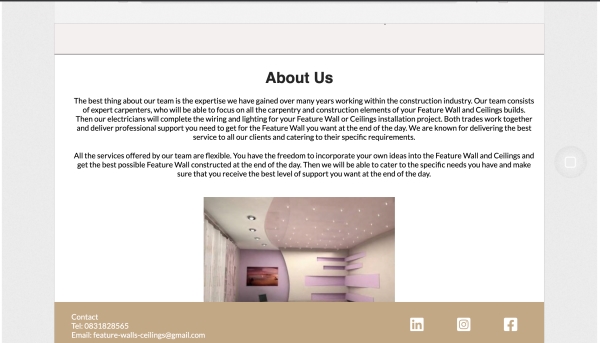 About Us
The best thing about our team is the expertise we have gained over many years working within the construction industry. Our team consists
of expert carpenters, who will be able to focus on all the carpentry and construction elements of your Feature Wall and Ceilings builds.
Then our electricians will complete the wiring and lighting for your Feature Wall or Ceilings installation project. Both trades work together
and deliver professional support you need to get for the Feature Wall you want at the end of the day. We are known for delivering the best
service to all our clients and catering to their specific requirements.
All the services offered by our team are flexible. You have the freedom to incorporate your own ideas into the Feature Wall and Ceilings and
get the best possible Feature Wall constructed at the end of the day. Then we will be able to cater to the specific needs you have and make
sure that you receive the best level of support you want at the end of the day.
Contact
Tel: 0831828565
Email: feature-walls-ceilings@gmail.com